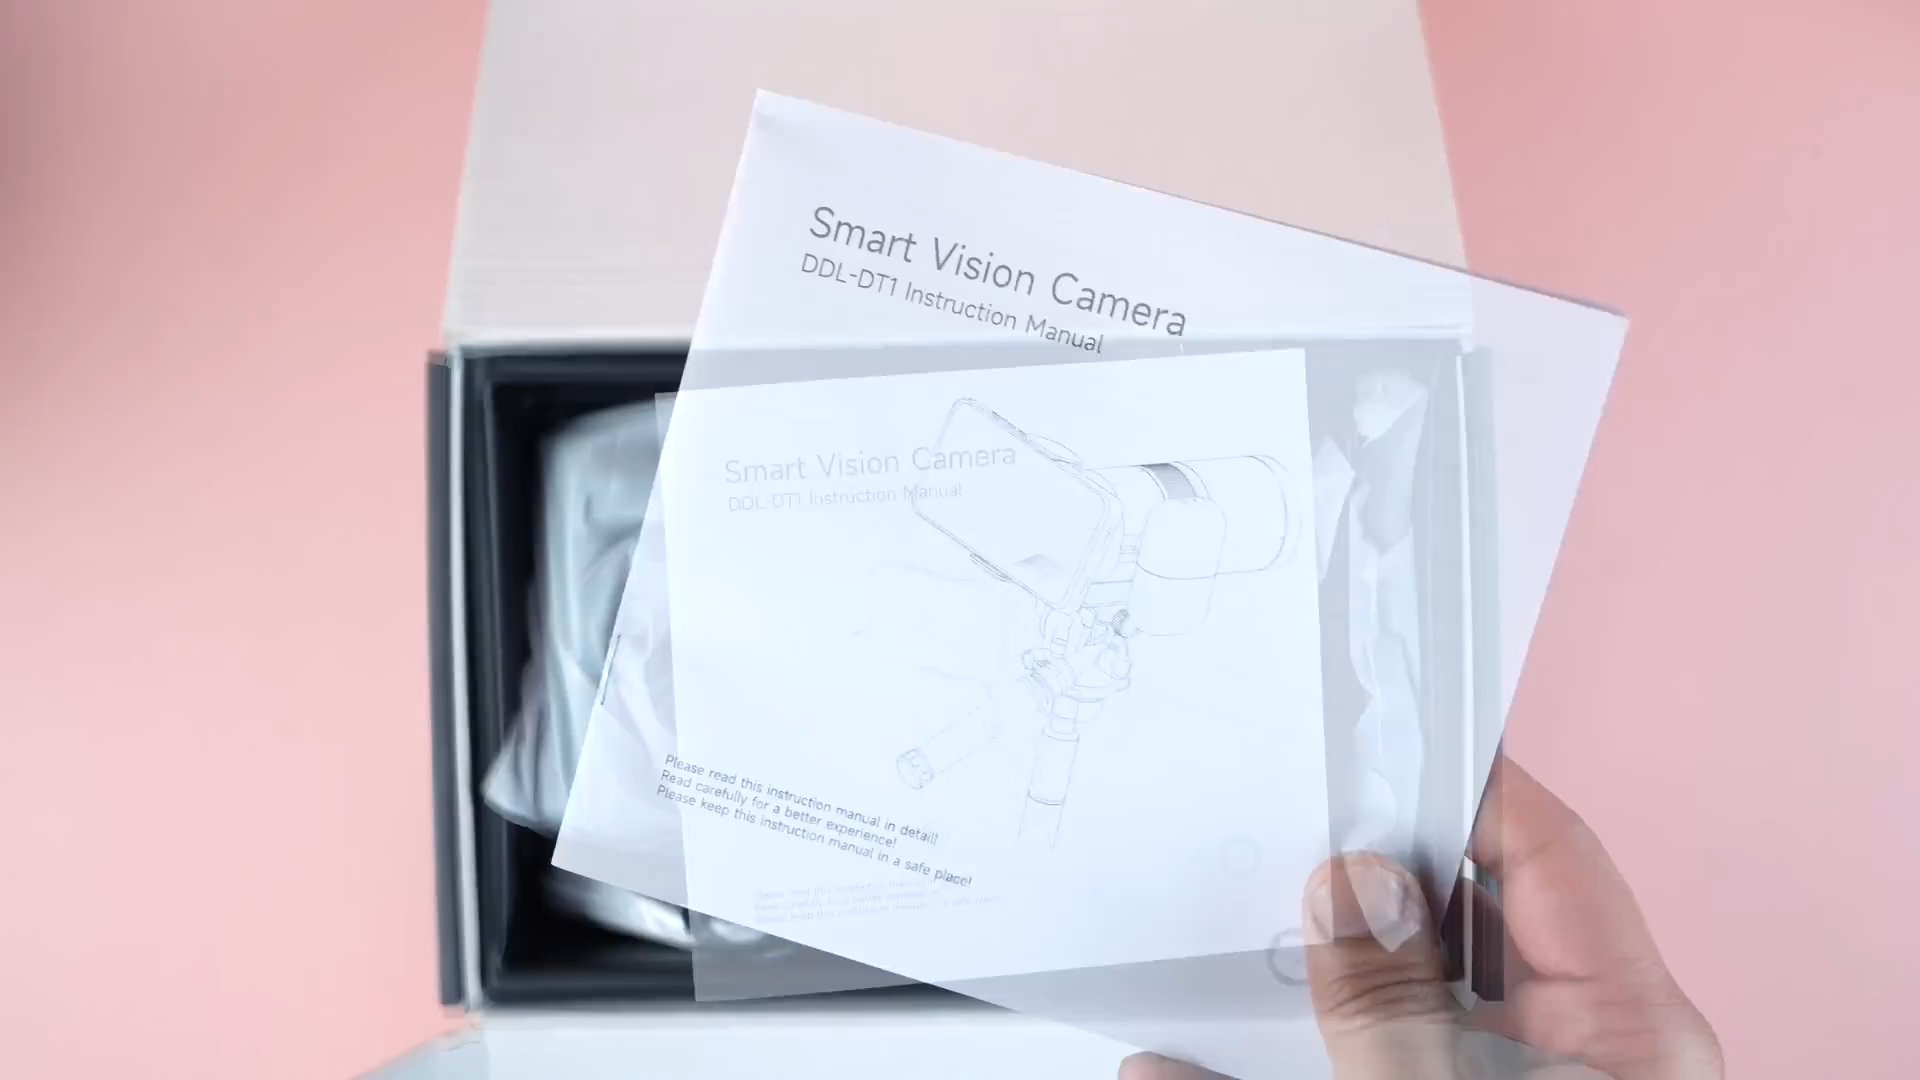 Smart Vision Camera
DDL-DT1 Instruction Manual
Smart Vision Camera
DDL-DT1 Instruction Manual
Please read this instruction manual in detail!
Read carefully for a better experience!
Please keep this instruction manual in a safe place!